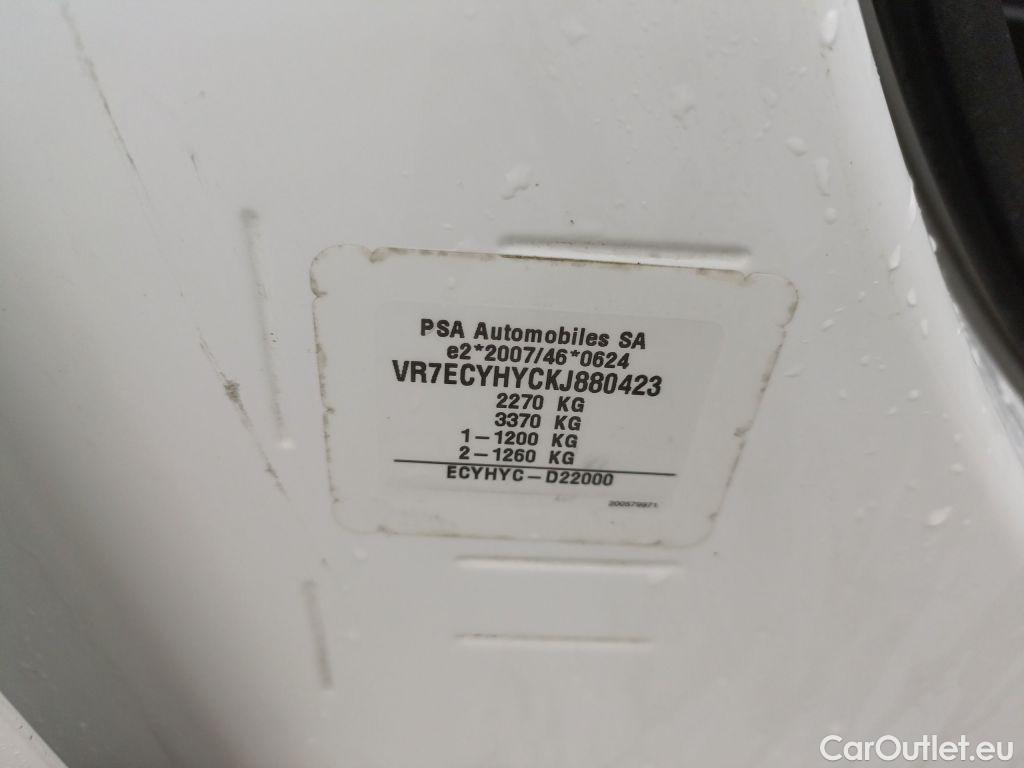 PSA Automobiles SA
e2*2007/46*0624
VR7ECYHYCKJ880423
2270 KG
3370 KG
1-1200 KG
2-1260 KG
ECYHYC-D22000
200579971
CarOutlet.eu